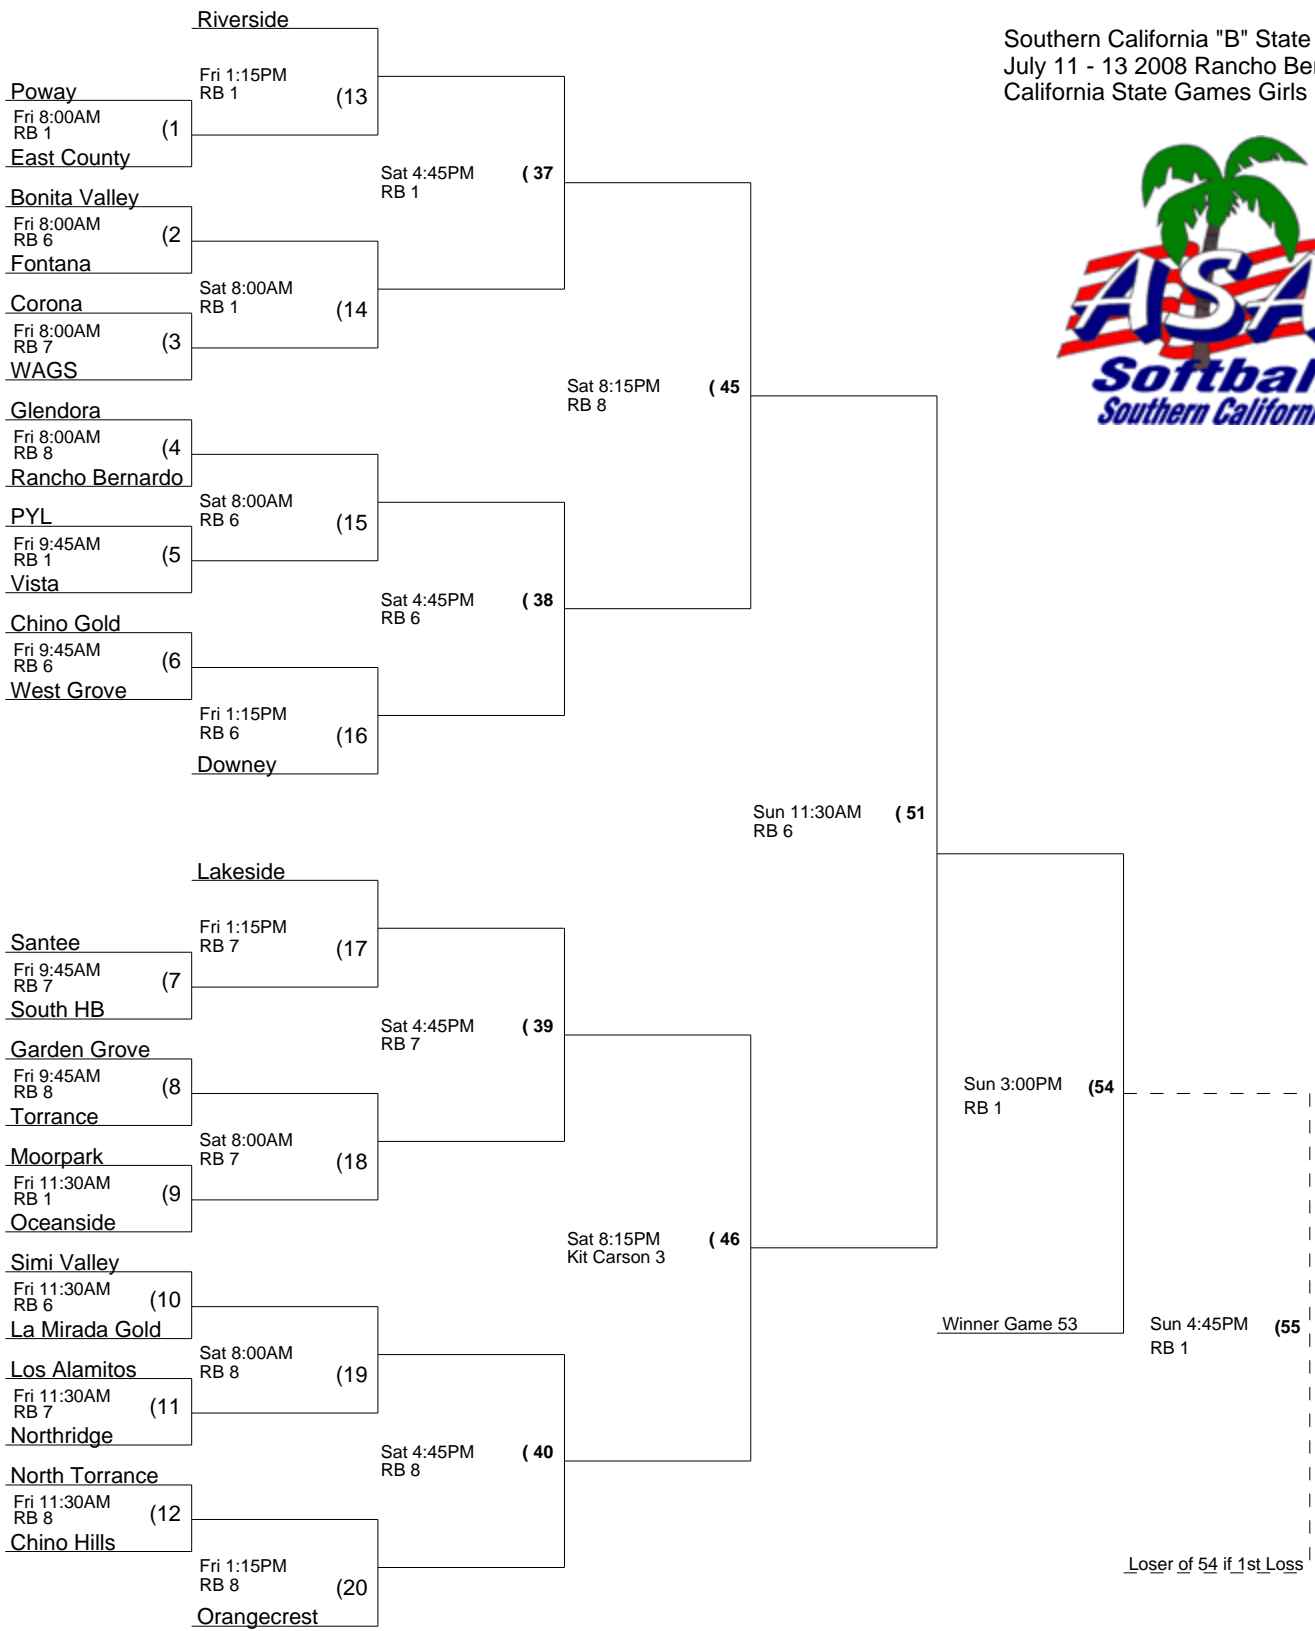 Riverside
Southern California "B" State
July 11 - 13 2008 Rancho
California State Games Girls
Fri 1:15PM
RB 1
(13
Poway
Fri 8:00AM
RB 1
(1
East County
Sat 4:45PM
RB 1
( 37
Bonita Valley
Fri 8:00AM
RB 6
(2
Fontana
Sat 8:00AM
RB 1
(14
Corona
Fri 8:00AM
RB 7
(3
WAGS
ASA
Softball
Southern
Sat 8:15PM
RB 8
( 45
Glendora
Fri 8:00AM
RB 8
(4
Rancho Bernardo
Sat 8:00AM
RB 6
(15
PYL
Fri 9:45AM
RB 1
(5
Vista
Sat 4:45PM
RB 6
( 38
Chino Gold
Fri 9:45AM
RB 6
(6
West Grove
Fri 1:15PM
RB 6
(16
Downey
Sun 11:30AM
RB 6
( 51
Lakeside
Fri 1:15PM
RB 7
(17
Santee
Fri 9:45AM
RB 7
(7
South HB
Sat 4:45PM
RB 7
( 39
Garden Grove
Fri 9:45AM
RB 8
(8
Torrance
Sat 8:00AM
RB 7
(18
Moorpark
Fri 11:30AM
RB 1
(9
Oceanside
Sun 3:00PM
RB 1
(54
Sat 8:15PM
Kit Carson 3
( 46
Simi Valley
Fri 11:30AM
RB 6
(10
La Mirada Gold
Sat 8:00AM
RB 8
(19
Los Alamitos
Fri 11:30AM
RB 7
(11
Northridge
Winner Game 53
Sun 4:45PM
RB 1
(55
Sat 4:45PM
RB 8
( 40
North Torrance
Fri 11:30AM
RB 8
(12
Chino Hills
Fri 1:15PM
RB 8
(20
Orangecrest
Loser of 54 if 1st Loss